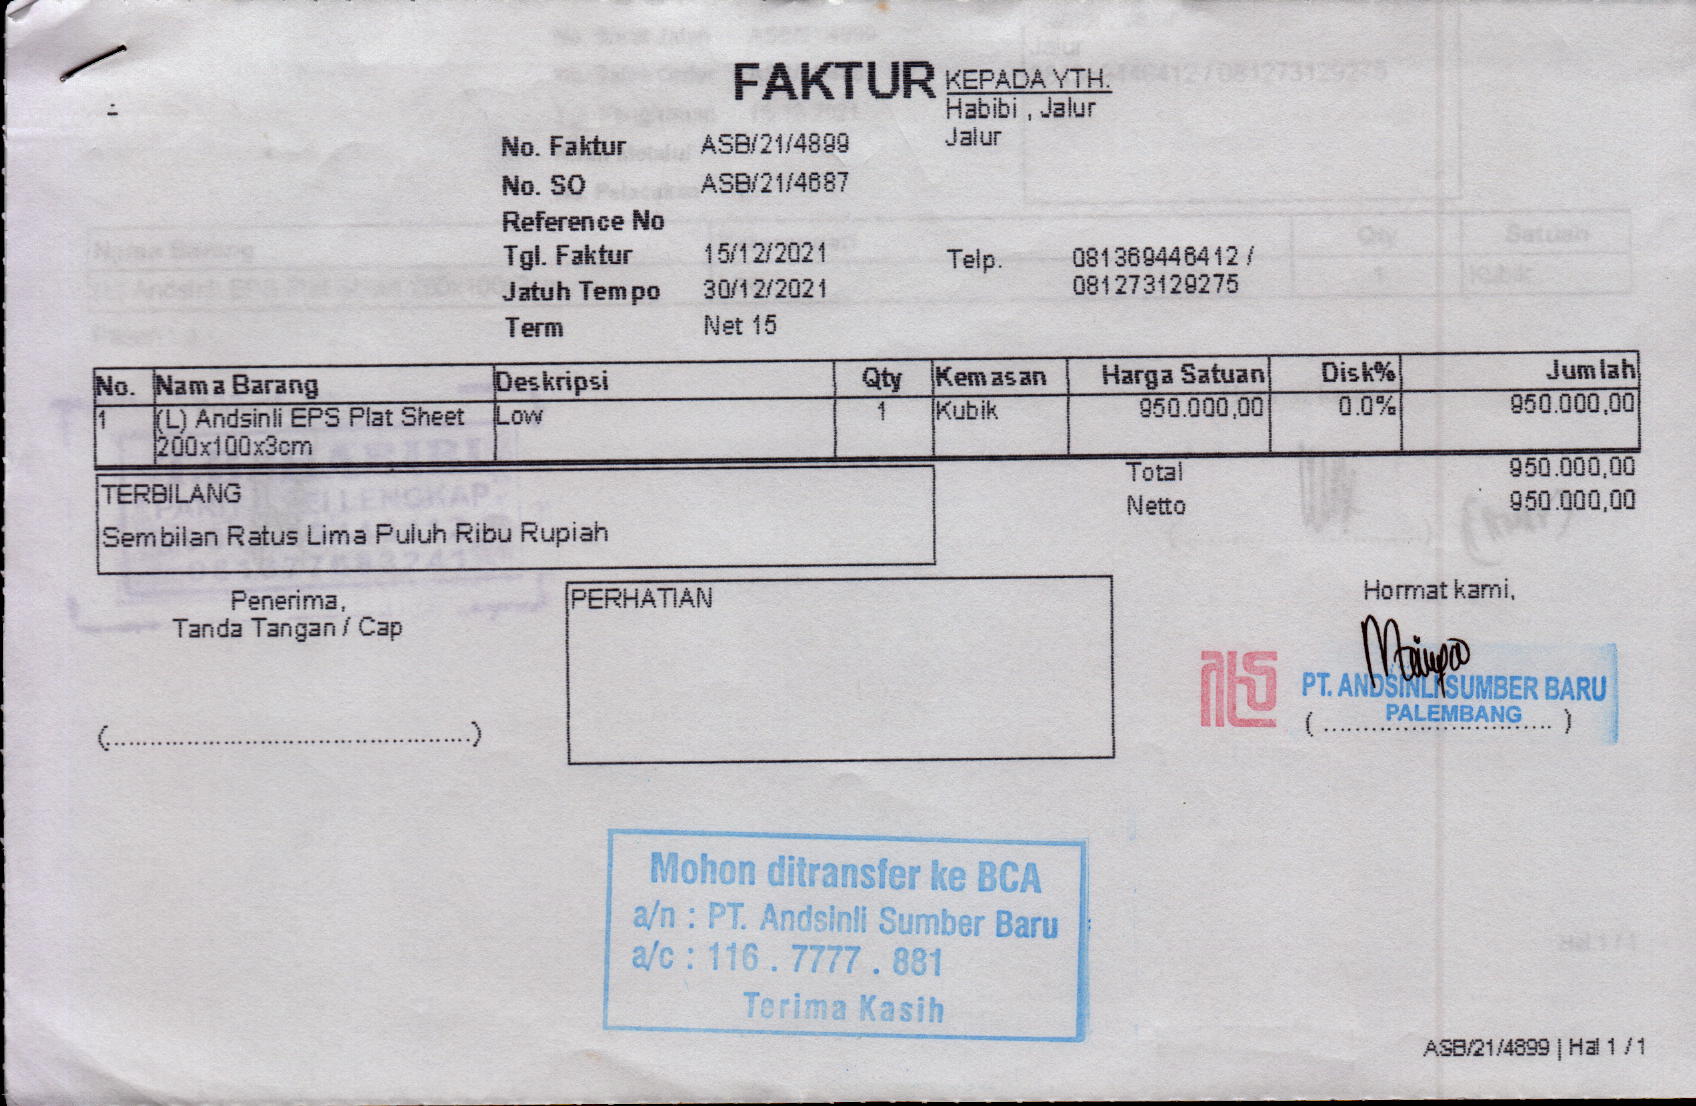 FAKTUR
KEPADA YTH.
Habibi , Jalur
Jalur
No. Faktur ASB/21/4899
No. SO ASB/21/4687
Reference No
Tgl. Faktur 15/12/2021
Jatuh Tempo 30/12/2021
Term Net 15
Telp. 081369446412 /
081273129275
No. Nama Barang Deskripsi Qty Kemasan Harga Satuan Disk% Jumlah
1 (L) Andsinli EPS Plat Sheet Low 1 Kubik 950.000,00 0.0% 950.000,00
200x100x3cm
Total 950.000,00
Netto 950.000,00
TERBILANG
Sembilan Ratus Lima Puluh Ribu Rupiah
Penerima,
Tanda Tangan / Cap
(................................................)
PERHATIAN
Hormat kami,
PT. ANDSINLI SUMBER BARU
PALEMBANG
( .............................. )
Mohon ditransfer ke BCA
a/n : PT. Andsinli Sumber Baru
a/c : 116 . 7777 . 881
Terima Kasih
ASB/21/4899 | Hal 1 / 1